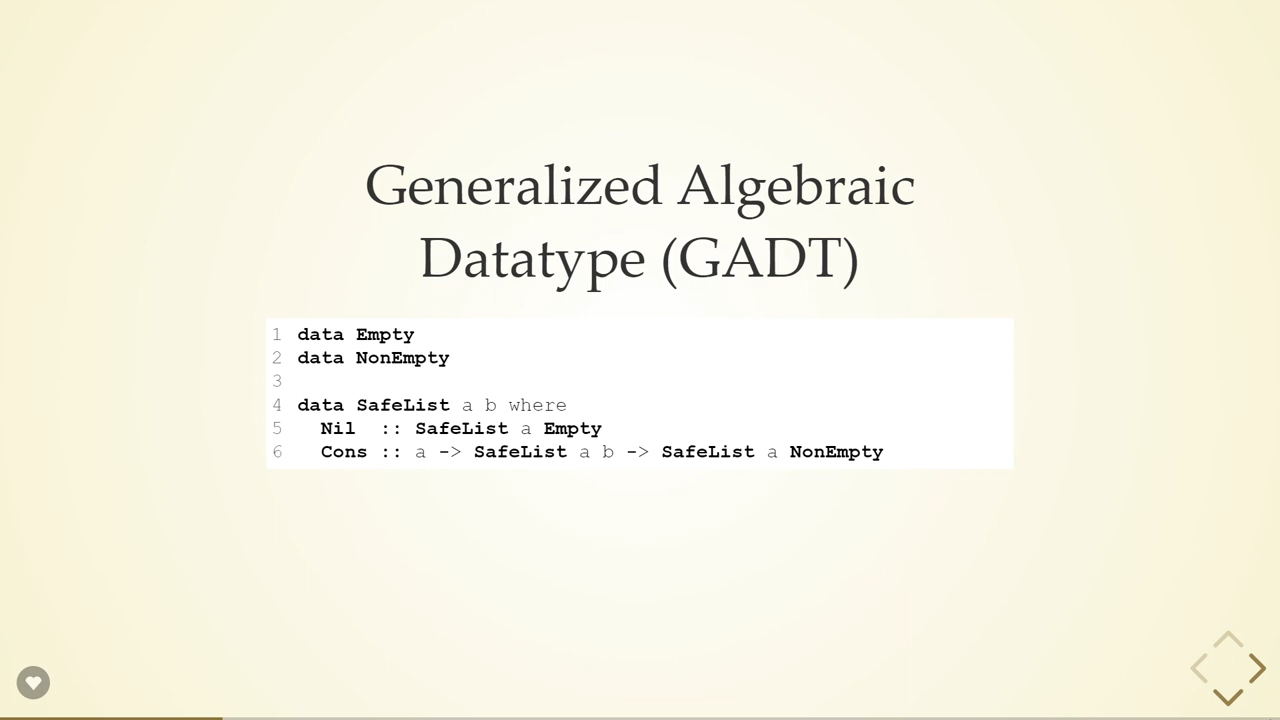 Generalized Algebraic
Datatype (GADT)
1 data Empty
2 data NonEmpty
3
4 data SafeList a b where
5   Nil  :: SafeList a Empty
6   Cons :: a -> SafeList a b -> SafeList a NonEmpty